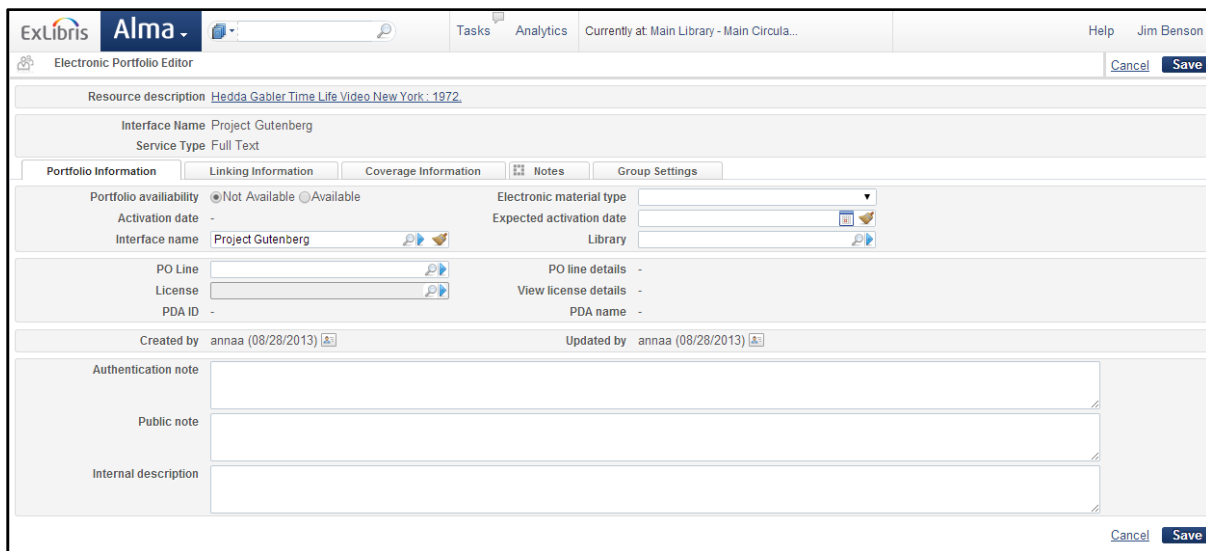 ExLibris Alma Tasks Analytics Currently at: Main Library - Main Circula... Help Jim Benson
Electronic Portfolio Editor Cancel Save
Resource description Hedda Gabler Time Life Video New York : 1972.
Interface Name Project Gutenberg
Service Type Full Text
Portfolio Information Linking Information Coverage Information Notes Group Settings
Portfolio availiability Not Available Available Electronic material type
Activation date - Expected activation date
Interface name Project Gutenberg Library
PO Line PO line details -
License View license details -
PDA ID - PDA name -
Created by annaa (08/28/2013) Updated by annaa (08/28/2013)
Authentication note
Public note
Internal description
Cancel Save